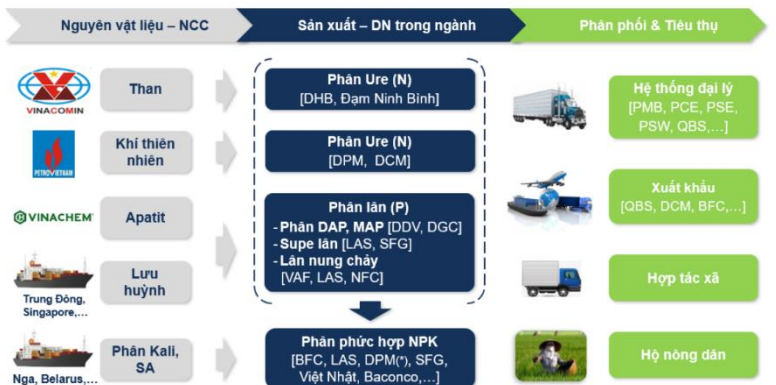 Nguyên vật liệu – NCC
Sản xuất – DN trong ngành
Phân phối & Tiêu thụ
VINACOMIN
Than
Phân Ure (N)
[DHB, Đạm Ninh Bình]
Hệ thống đại lý
[PMB, PCE, PSE,
PSW, QBS,...]
PETROVIETNAM
Khí thiên
nhiên
Phân Ure (N)
[DPM, DCM]
VINACHEM
Apatit
Phân lân (P)
- Phân DAP, MAP [DDV, DGC]
- Supe lân [LAS, SFG]
- Lân nung chảy
[VAF, LAS, NFC]
Xuất khẩu
[QBS, DCM, BFC,...]
Trung Đông,
Singapore,...
Lưu
huỳnh
Hợp tác xã
Nga, Belarus,...
Phân Kali,
SA
Phân phức hợp NPK
[BFC, LAS, DPM(*), SFG,
Việt Nhật, Baconco,...]
Hộ nông dân